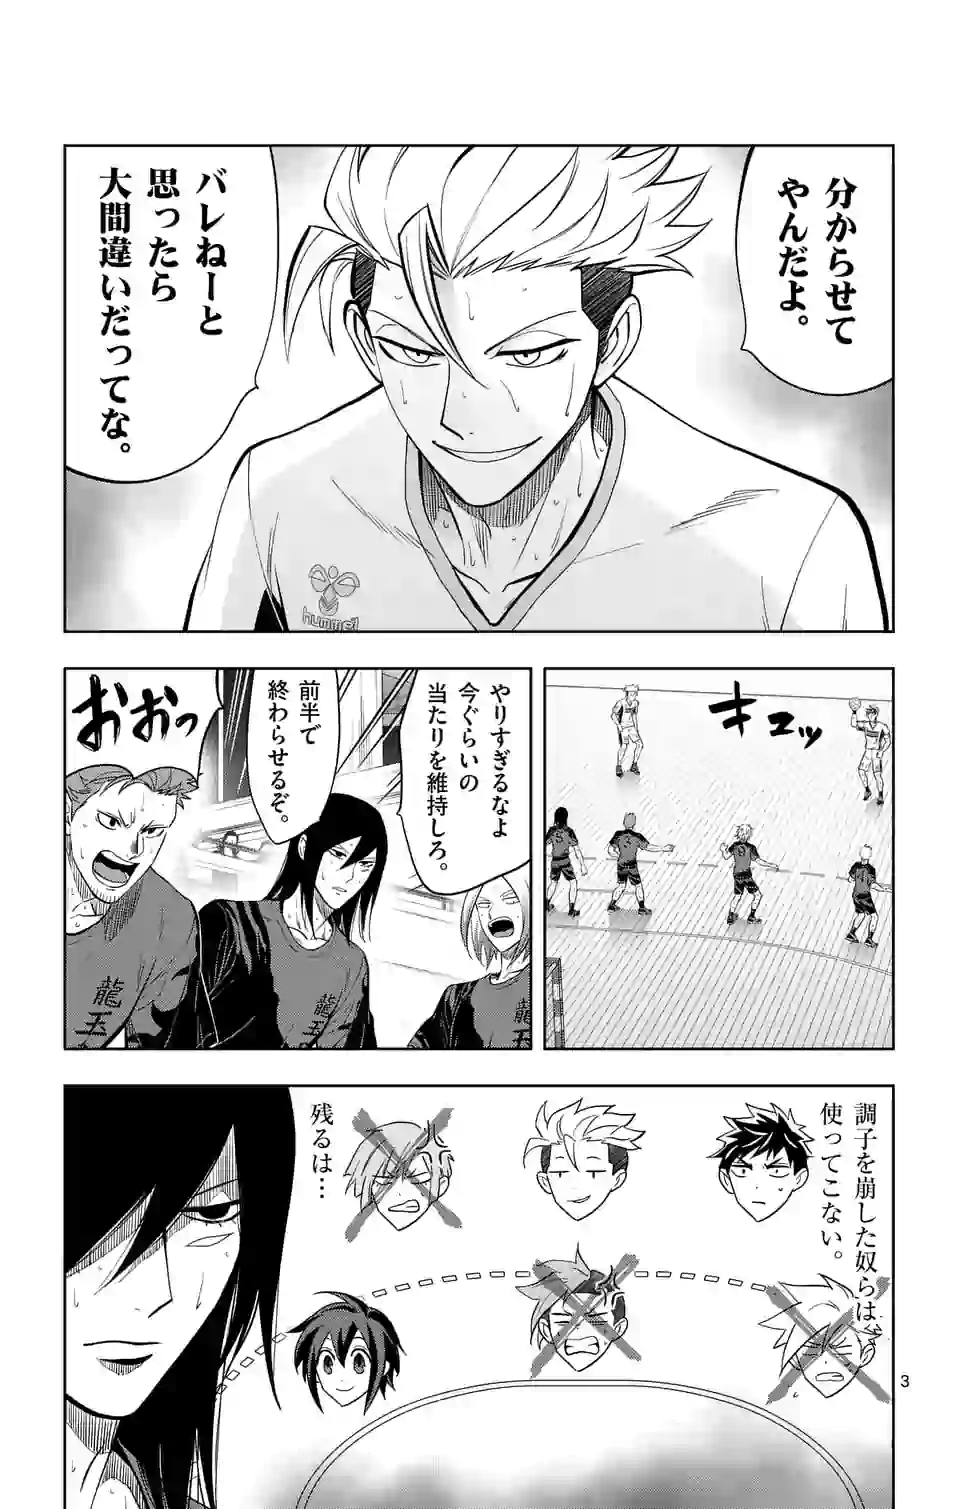 分からせて
やんだよ。
バレねーと
思ったら
大間違いだってな。
hummel
キュッ
やりすぎるなよ
今ぐらいの
当たりを維持しろ。
前半で
終わらせるぞ。
おおっ
龍
玉
龍玉
調子を崩した奴らは、
使ってこない。
残るは…
3